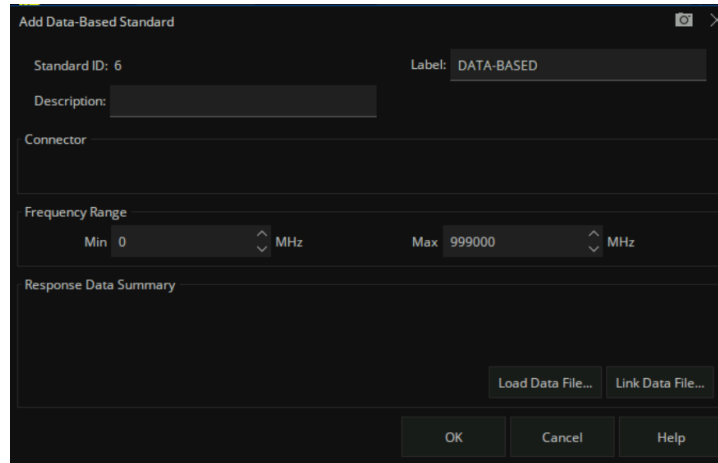 Add Data-Based Standard
Standard ID: 6 Label: DATA-BASED
Description:
Connector
Frequency Range
Min 0 MHz Max 999000 MHz
Response Data Summary
Load Data File... Link Data File...
OK Cancel Help